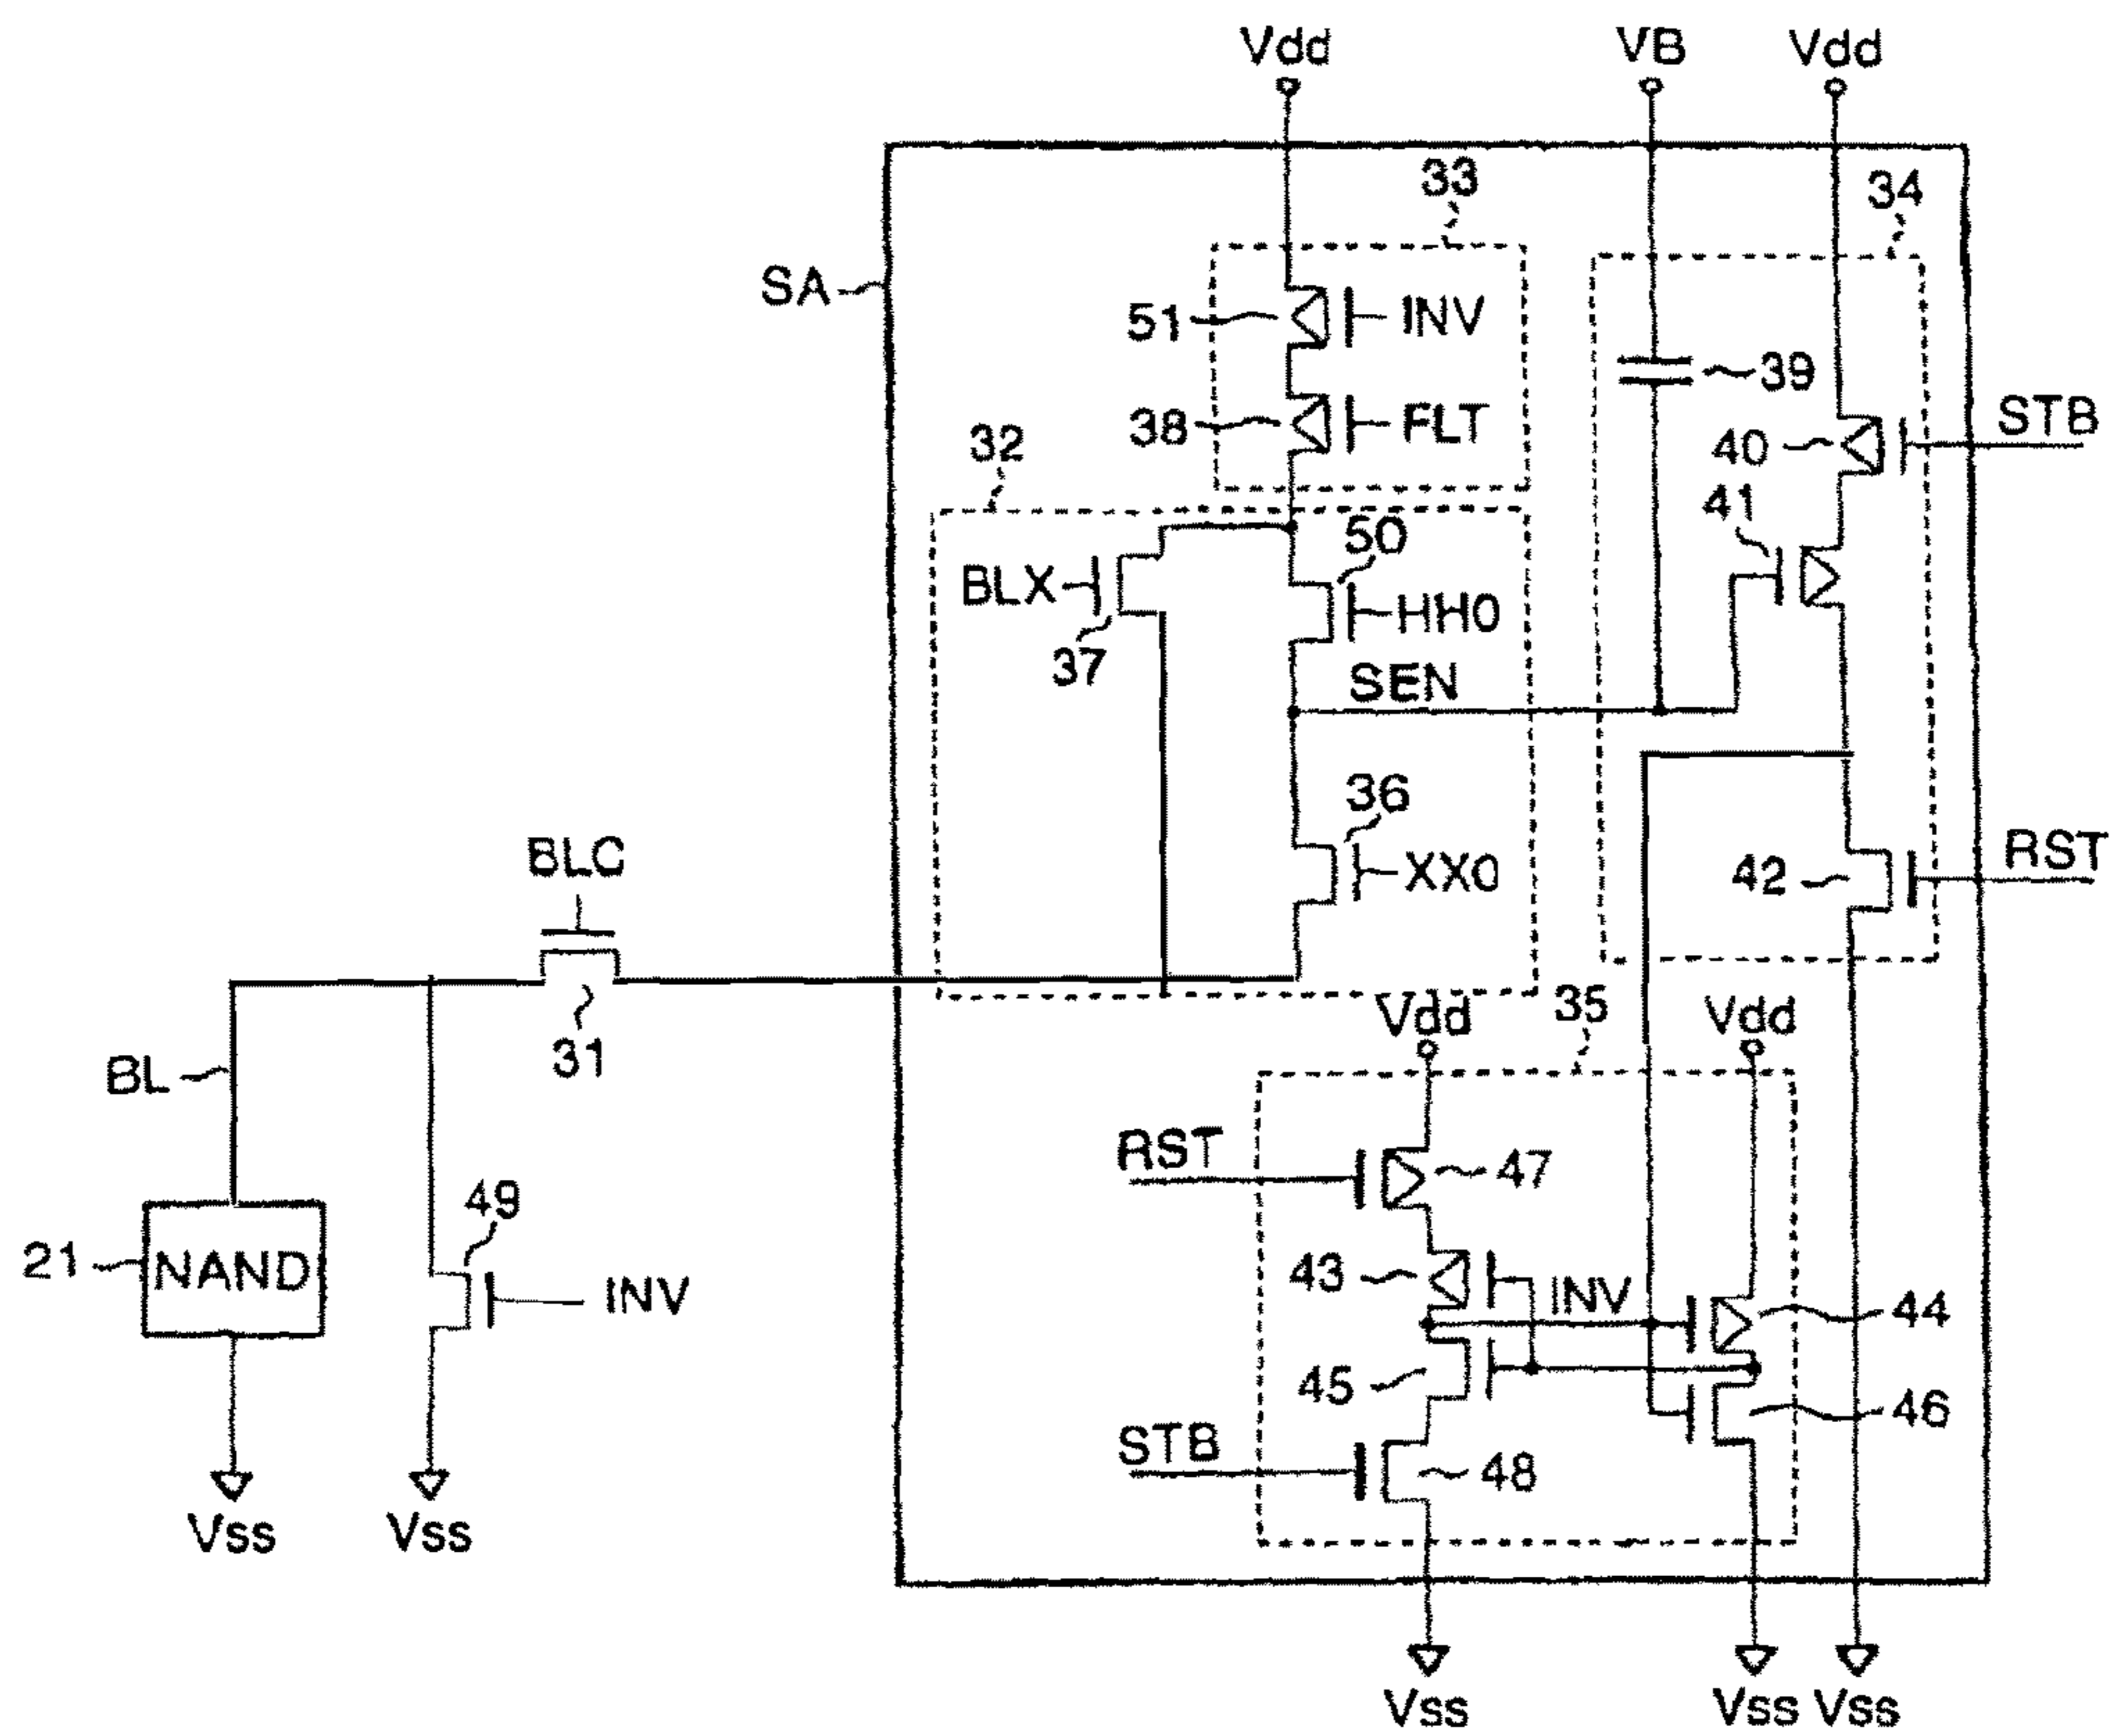 Vdd VB Vdd
33
34
SA
51 INV
39
38 FLT
STB
32
40
41
50
BLX
HHO
37
SEN
36
BLC
XXO
RST
42
35
Vdd Vdd
31
BL
RST
47
49
21 NAND
INV
43
INV
44
45
46
STB
48
Vss Vss
Vss Vss Vss